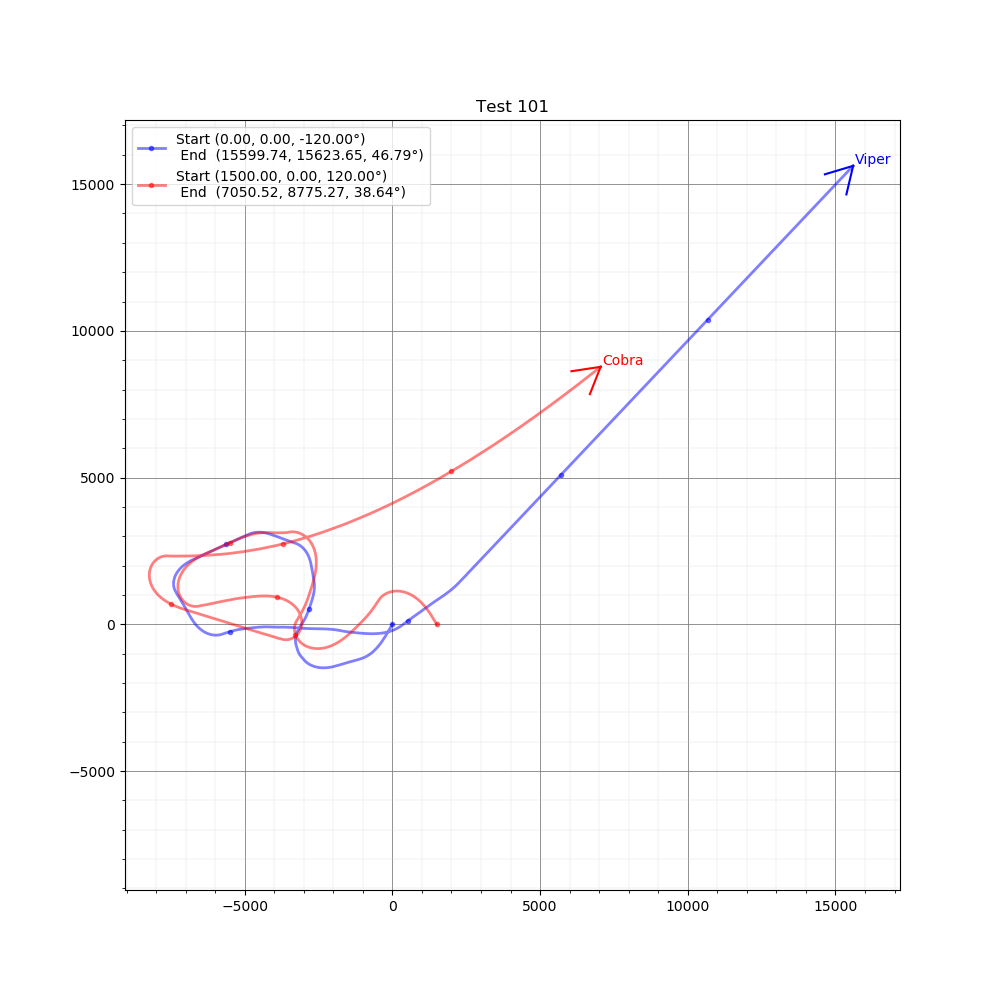 Test 101
Start (0.00, 0.00, -120.00°)
End (15599.74, 15623.65, 46.79°)
Start (1500.00, 0.00, 120.00°)
End (7050.52, 8775.27, 38.64°)
Viper
Cobra
15000
10000
5000
0
−5000
−5000
0
5000
10000
15000